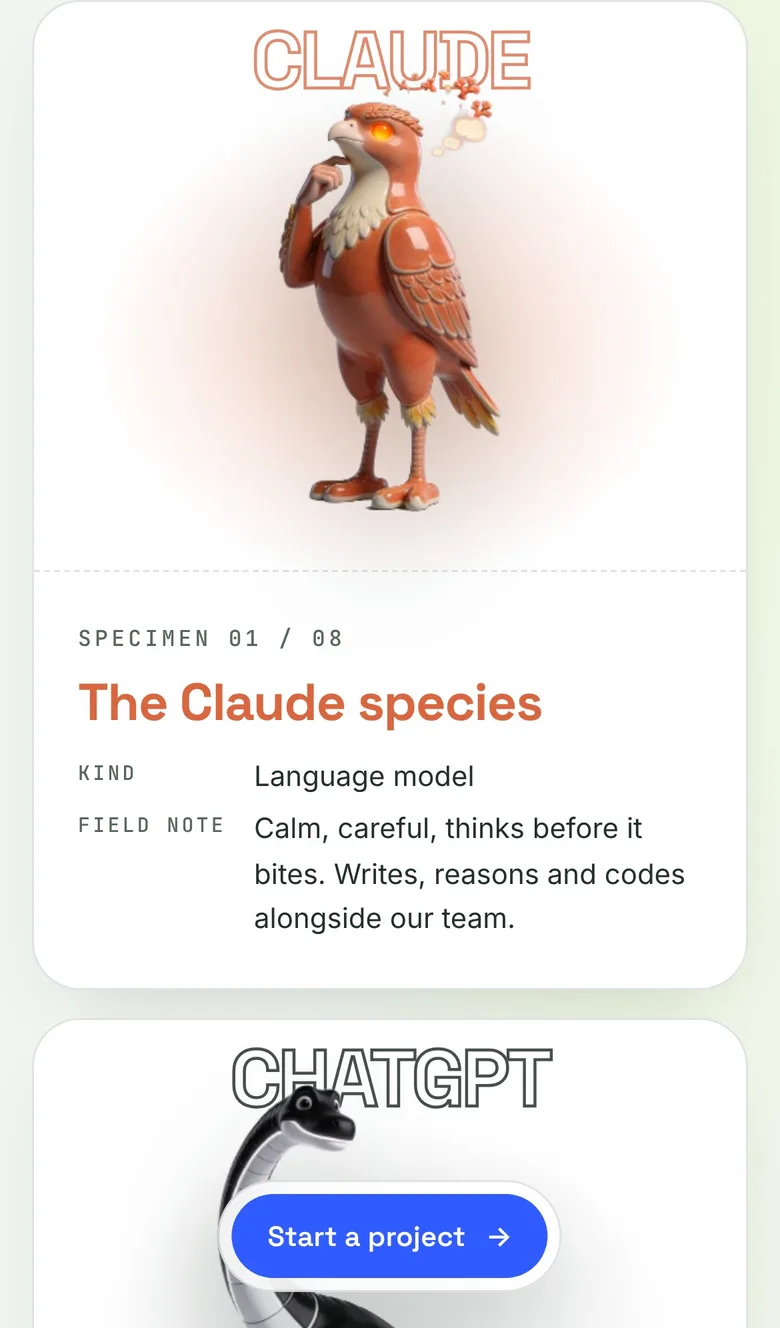 CLAUDE
SPECIMEN 01 / 08
The Claude species
KIND
Language model
FIELD NOTE
Calm, careful, thinks before it
bites. Writes, reasons and codes
alongside our team.
CHATGPT
Start a project →